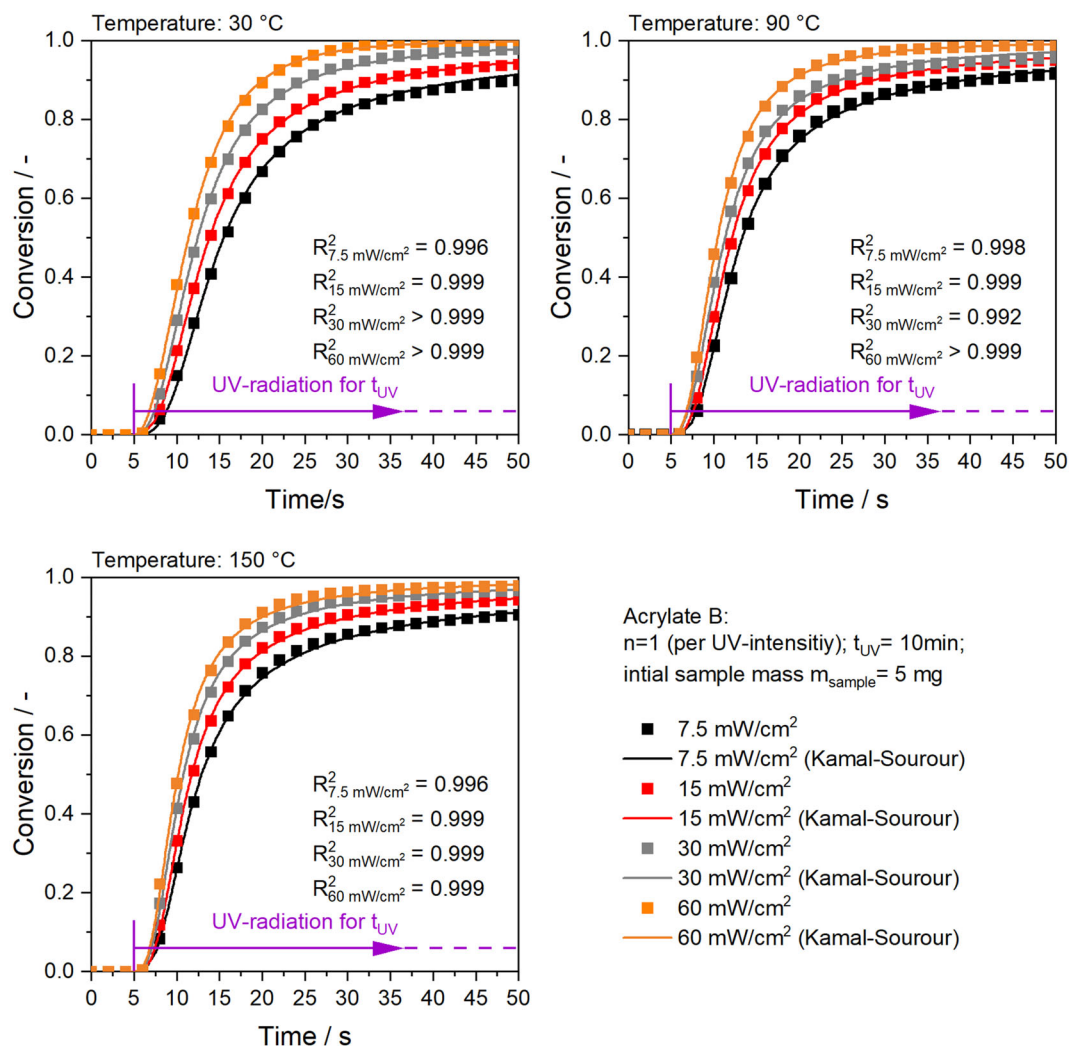 Temperature: 30 °C
1.0
0.8
0.6
0.4
0.2
0.0
Conversion / -
R²7.5 mW/cm² = 0.996
R²15 mW/cm² = 0.999
R²30 mW/cm² > 0.999
R²60 mW/cm² > 0.999
UV-radiation for tUV
0 5 10 15 20 25 30 35 40 45 50
Time/s
Temperature: 90 °C
1.0
0.8
0.6
0.4
0.2
0.0
Conversion / -
R²7.5 mW/cm² = 0.998
R²15 mW/cm² = 0.999
R²30 mW/cm² = 0.992
R²60 mW/cm² > 0.999
UV-radiation for tUV
0 5 10 15 20 25 30 35 40 45 50
Time / s
Temperature: 150 °C
1.0
0.8
0.6
0.4
0.2
0.0
Conversion / -
R²7.5 mW/cm² = 0.996
R²15 mW/cm² = 0.999
R²30 mW/cm² = 0.999
R²60 mW/cm² = 0.999
UV-radiation for tUV
0 5 10 15 20 25 30 35 40 45 50
Time / s
Acrylate B:
n=1 (per UV-intensitiy); tUV= 10min;
intial sample mass msample= 5 mg
7.5 mW/cm²
7.5 mW/cm² (Kamal-Sourour)
15 mW/cm²
15 mW/cm² (Kamal-Sourour)
30 mW/cm²
30 mW/cm² (Kamal-Sourour)
60 mW/cm²
60 mW/cm² (Kamal-Sourour)